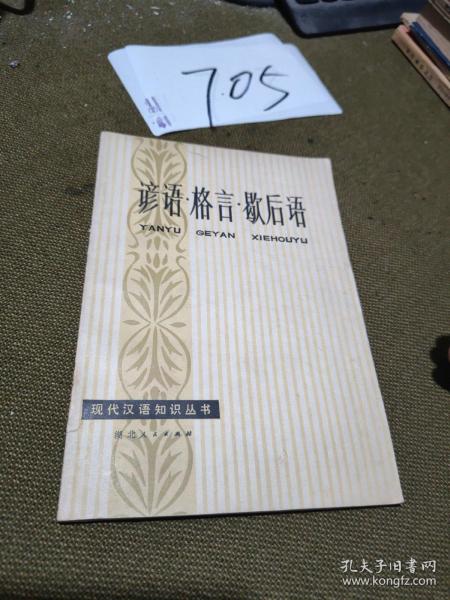 7.05
谚语·格言·歇后语
YANYU GEYAN XIEHOUYU
现代汉语知识丛书
湖北人民出版社
孔夫子旧书网
www.kongfz.com